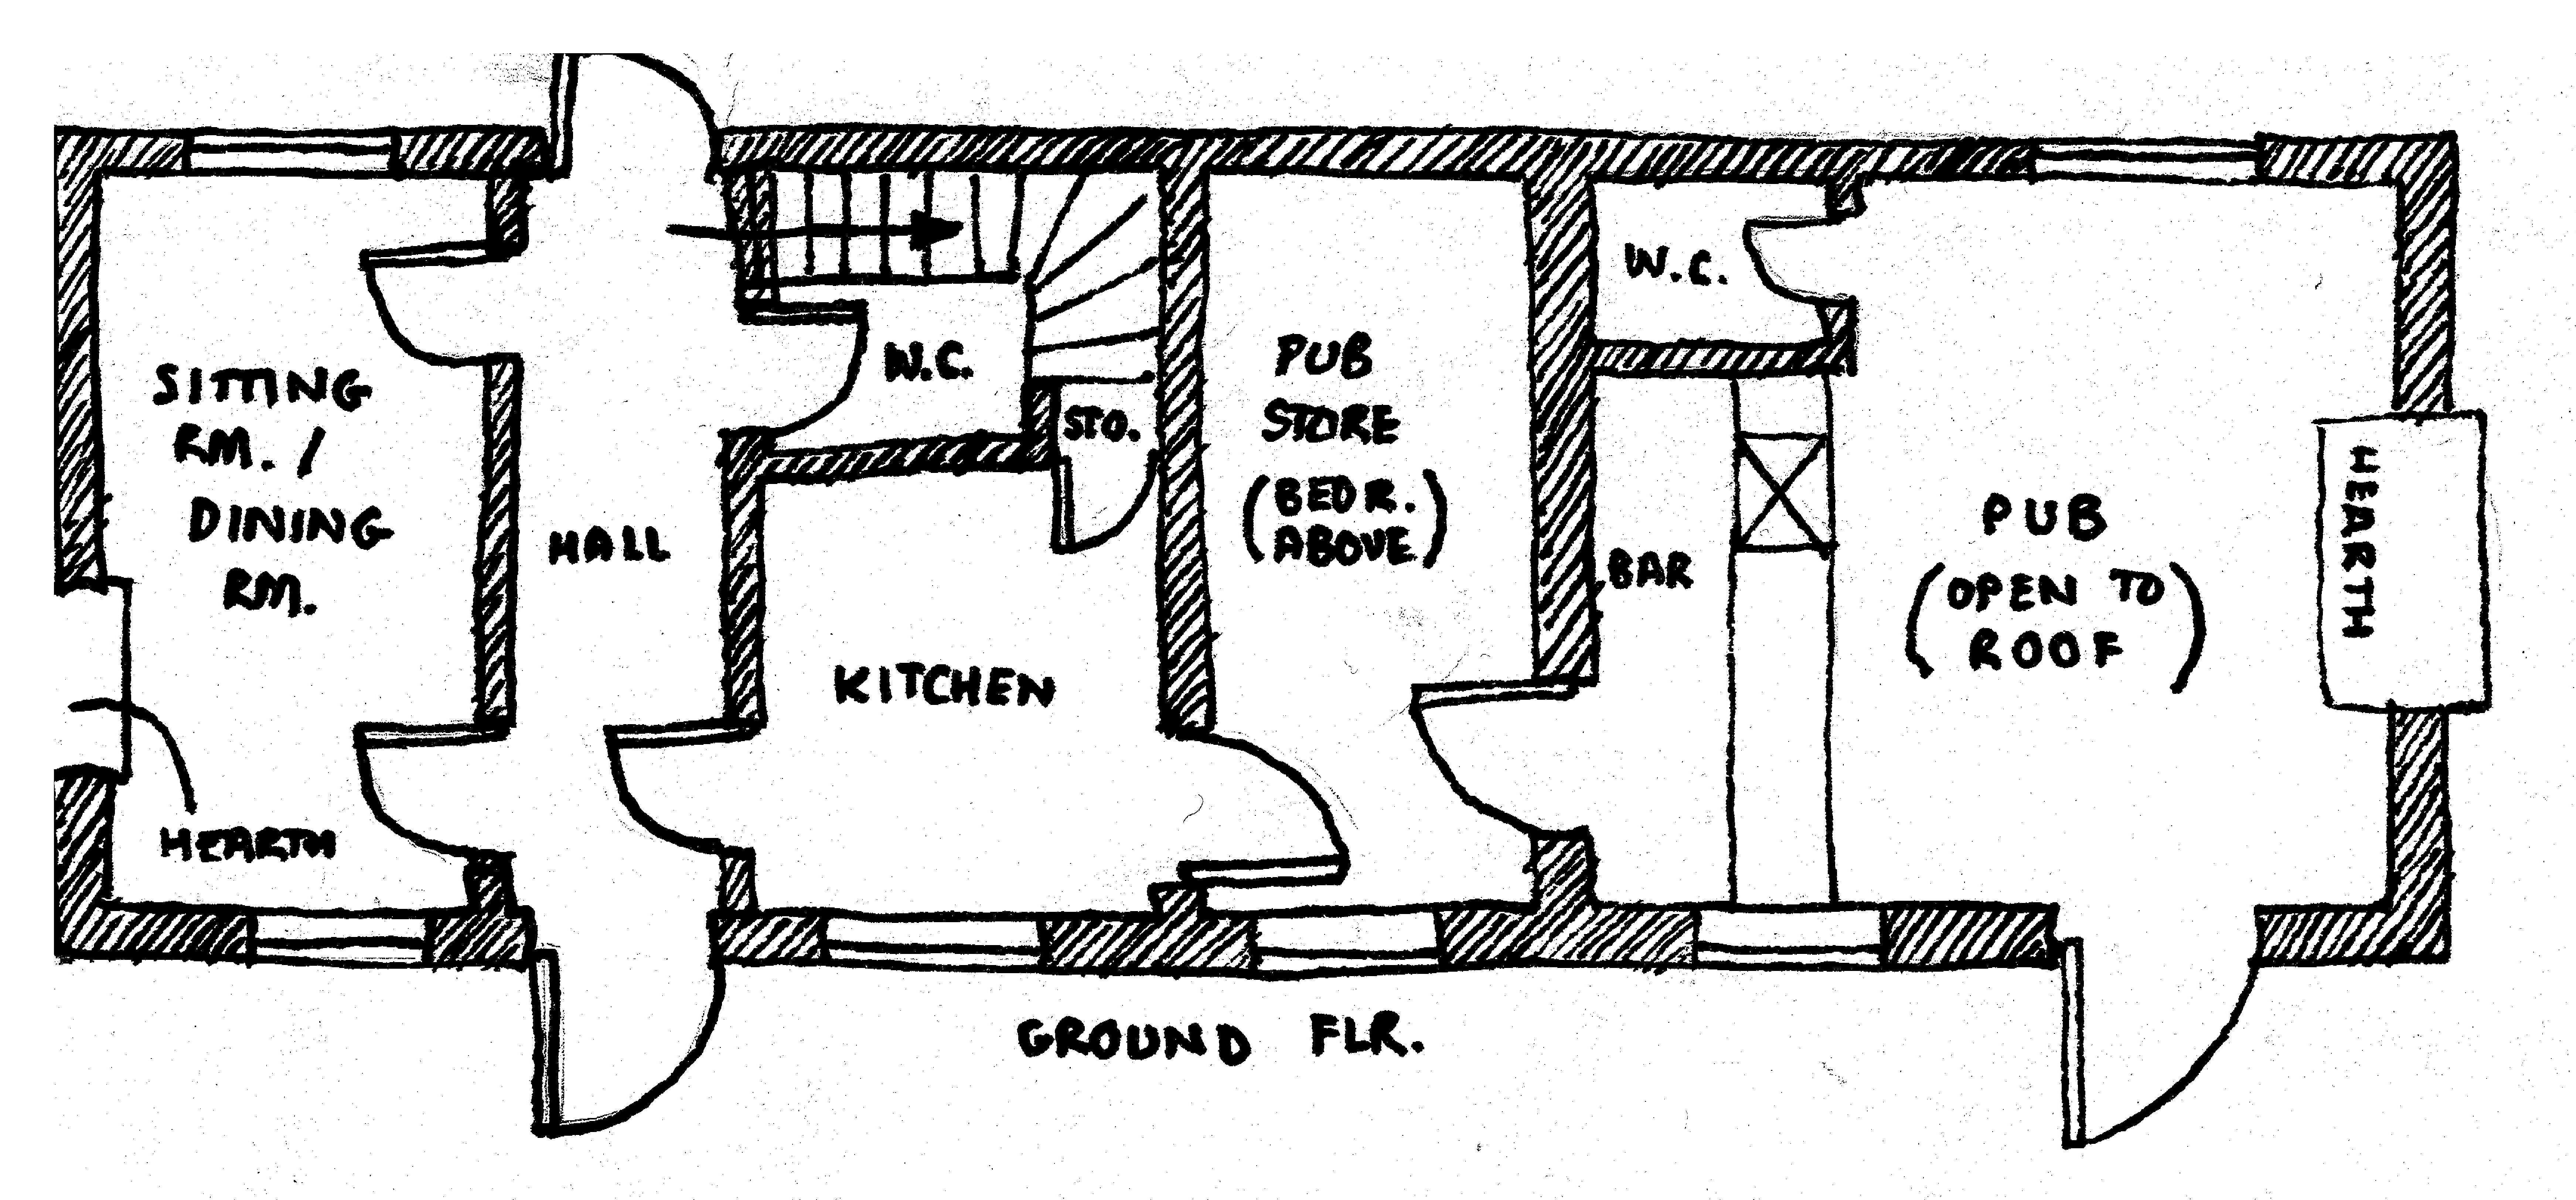 SITTING
RM. /
DINING
RM.
HEARTH
HALL
W.C.
STO.
KITCHEN
PUB
STORE
(BEDR.
ABOVE)
W.C.
BAR
PUB
(OPEN TO
ROOF)
HEARTH
GROUND FLR.